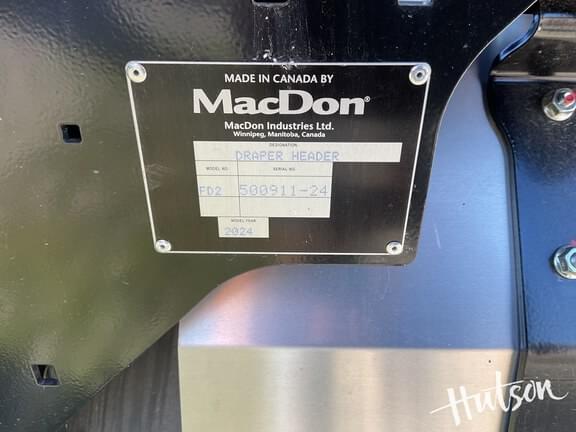 MADE IN CANADA BY
MacDon®
MacDon Industries Ltd.
Winnipeg, Manitoba, Canada
DESIGNATION
DRAPER HEADER
MODEL NO. SERIAL NO.
FD2 500911-24
MODEL YEAR
2024
Hutson